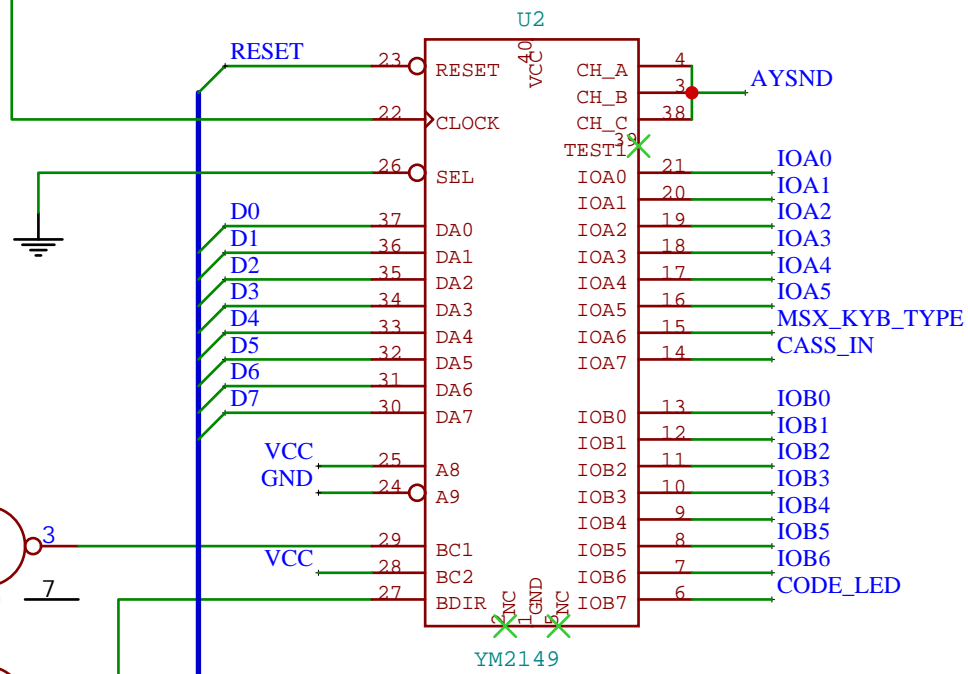 U2
RESET 23 RESET
40 VCC
CH_A 4
CH_B 3 AYSND
22 CLOCK
CH_C 38
TEST1 39
26 SEL
IOA0 21 IOA0
IOA1 20 IOA1
D0 37 DA0
IOA2 19 IOA2
D1 36 DA1
IOA3 18 IOA3
D2 35 DA2
IOA4 17 IOA4
D3 34 DA3
IOA5 16 IOA5
D4 33 DA4
IOA6 15 MSX_KYB_TYPE
D5 32 DA5
IOA7 14 CASS_IN
D6 31 DA6
D7 30 DA7
IOB0 13 IOB0
IOB1 12 IOB1
VCC 25 A8
IOB2 11 IOB2
GND 24 A9
IOB3 10 IOB3
IOB4 9 IOB4
3 29 BC1
IOB5 8 IOB5
VCC 28 BC2
IOB6 7 IOB6
7
27 BDIR
IOB7 6 CODE_LED
2 NC
1 GND
5 NC
YM2149